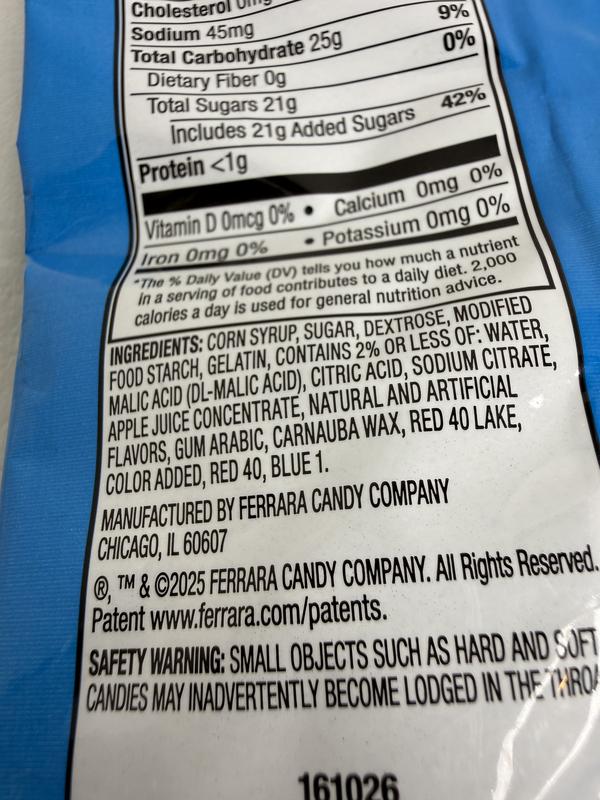 Cholesterol 0mg
Sodium 45mg
Total Carbohydrate 25g 9%
Dietary Fiber 0g 0%
Total Sugars 21g
Includes 21g Added Sugars 42%
Protein <1g
Vitamin D 0mcg 0% • Calcium 0mg 0%
Iron 0mg 0% • Potassium 0mg 0%
*The % Daily Value (DV) tells you how much a nutrient
in a serving of food contributes to a daily diet. 2,000
calories a day is used for general nutrition advice.
INGREDIENTS: CORN SYRUP, SUGAR, DEXTROSE, MODIFIED
FOOD STARCH, GELATIN, CONTAINS 2% OR LESS OF: WATER,
MALIC ACID (DL-MALIC ACID), CITRIC ACID, SODIUM CITRATE,
APPLE JUICE CONCENTRATE, NATURAL AND ARTIFICIAL
FLAVORS, GUM ARABIC, CARNAUBA WAX, RED 40 LAKE,
COLOR ADDED, RED 40, BLUE 1.
MANUFACTURED BY FERRARA CANDY COMPANY
CHICAGO, IL 60607
®, ™ & ©2025 FERRARA CANDY COMPANY. All Rights Reserved.
Patent www.ferrara.com/patents.
SAFETY WARNING: SMALL OBJECTS SUCH AS HARD AND SOFT
CANDIES MAY INADVERTENTLY BECOME LODGED IN THE THROA
161026